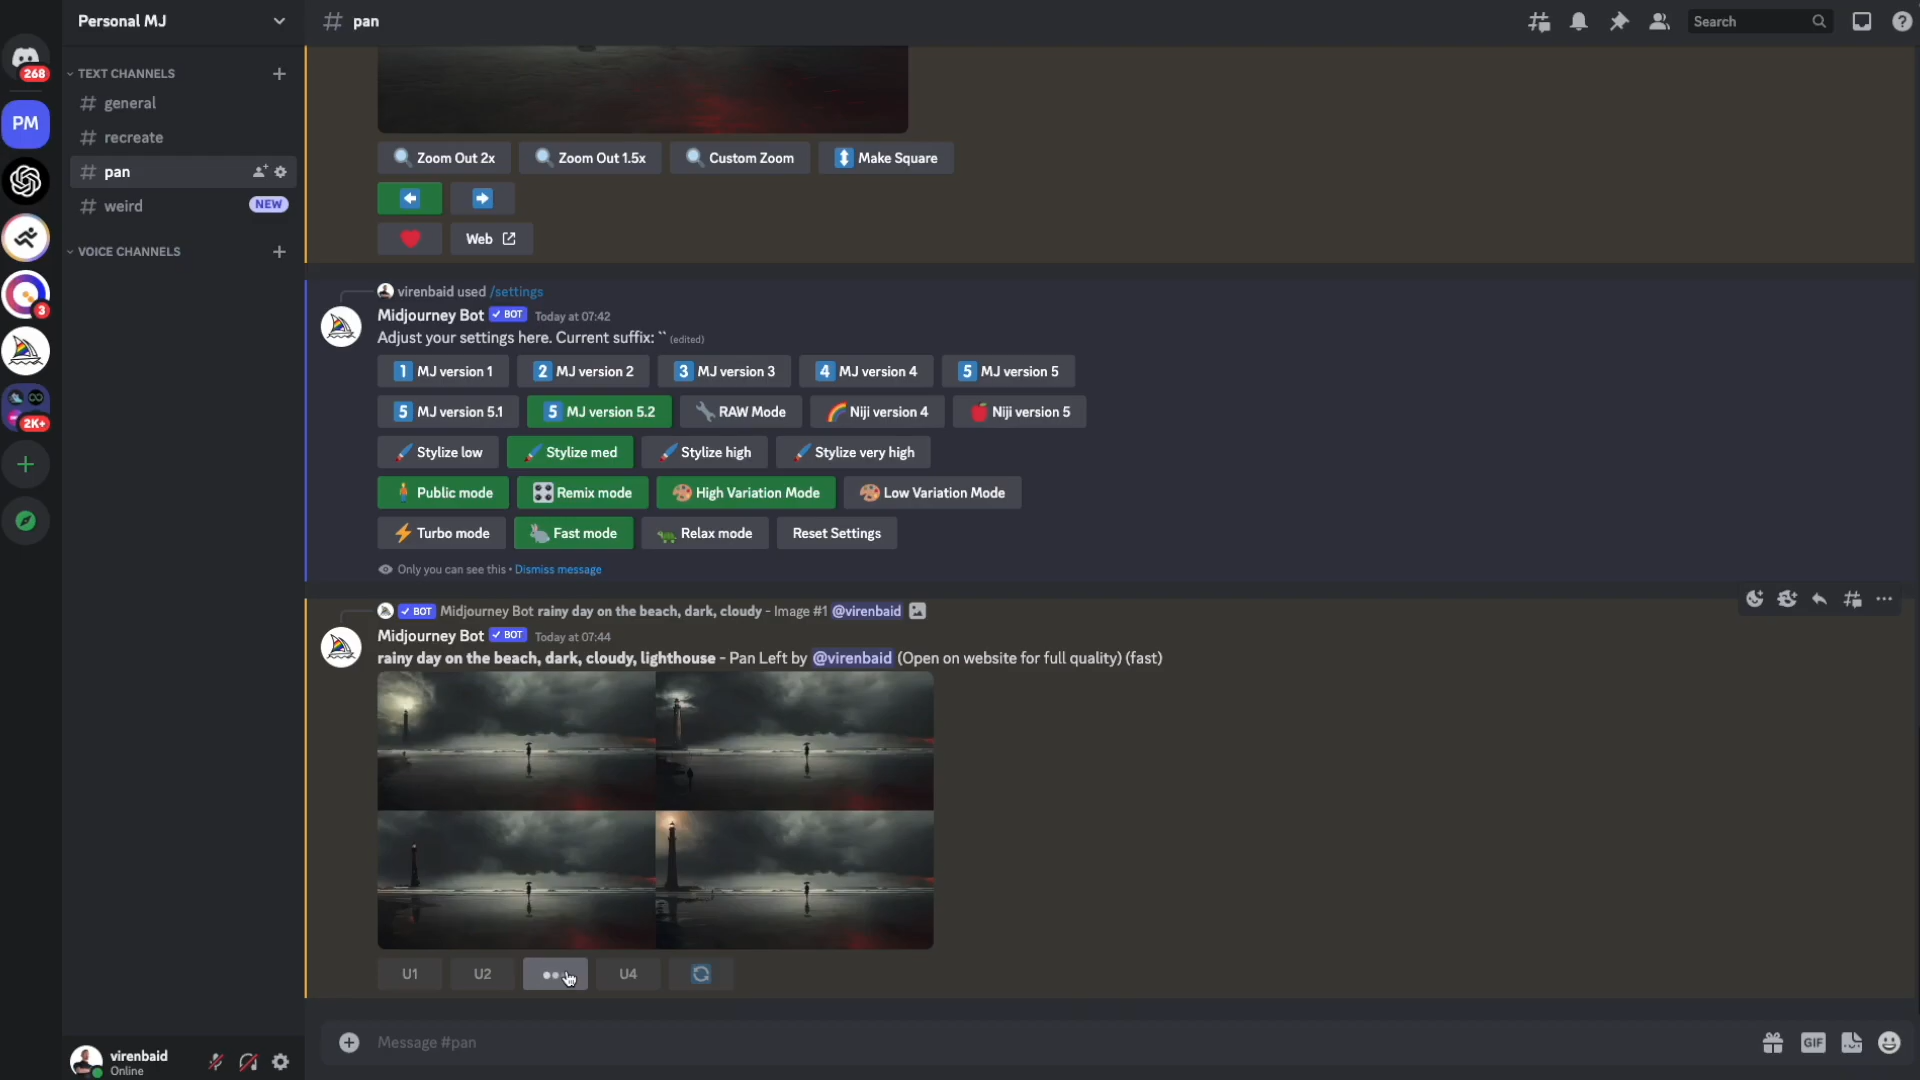 Personal MJ
pan
Search
268
TEXT CHANNELS
general
PM
recreate
pan
weird
NEW
VOICE CHANNELS
3
2K+
Zoom Out 2x
Zoom Out 1.5x
Custom Zoom
Make Square
Web
virenbaid used /settings
Midjourney Bot ✓ BOT Today at 07:42
Adjust your settings here. Current suffix: `` (edited)
1 MJ version 1
2 MJ version 2
3 MJ version 3
4 MJ version 4
5 MJ version 5
5 MJ version 5.1
5 MJ version 5.2
RAW Mode
Niji version 4
Niji version 5
Stylize low
Stylize med
Stylize high
Stylize very high
Public mode
Remix mode
High Variation Mode
Low Variation Mode
Turbo mode
Fast mode
Relax mode
Reset Settings
Only you can see this • Dismiss message
✓ BOT Midjourney Bot rainy day on the beach, dark, cloudy - Image #1 @virenbaid
Midjourney Bot ✓ BOT Today at 07:44
rainy day on the beach, dark, cloudy, lighthouse - Pan Left by @virenbaid (Open on website for full quality) (fast)
U1
U2
U4
Message #pan
GIF
virenbaid
Online